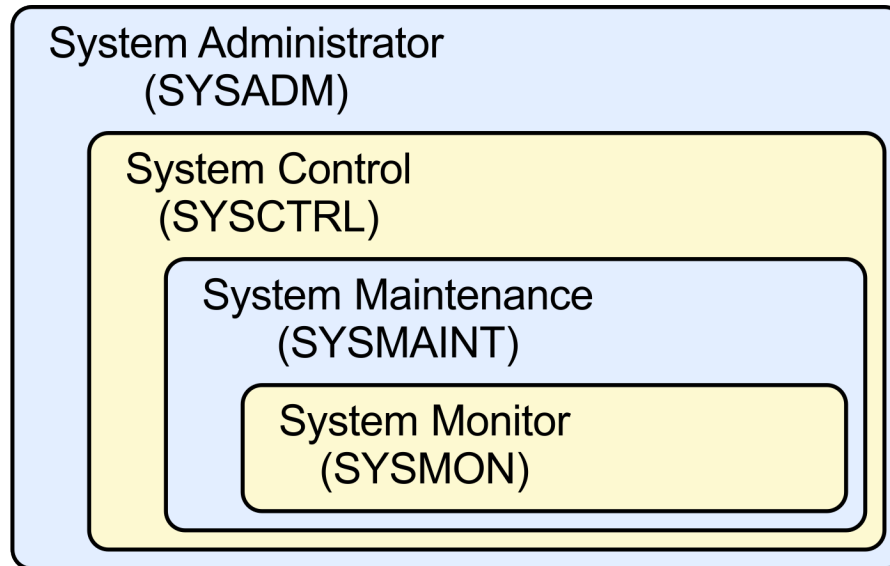 System Administrator
(SYSADM)
System Control
(SYSCTRL)
System Maintenance
(SYSMAINT)
System Monitor
(SYSMON)